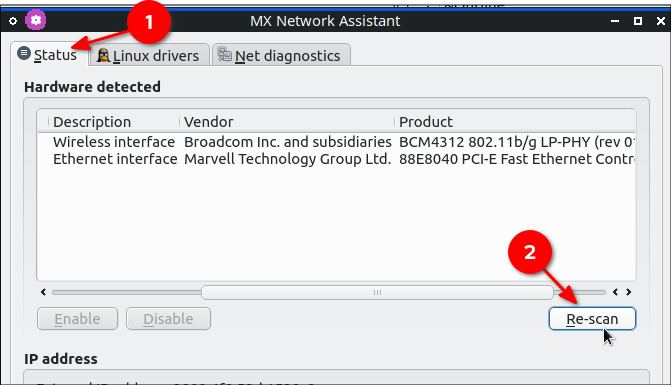 MX Network Assistant
1
Status Linux drivers Net diagnostics
Hardware detected
Description Vendor Product
Wireless interface Broadcom Inc. and subsidiaries BCM4312 802.11b/g LP-PHY (rev 0
Ethernet interface Marvell Technology Group Ltd. 88E8040 PCI-E Fast Ethernet Contr
2
Enable Disable Re-scan
IP address